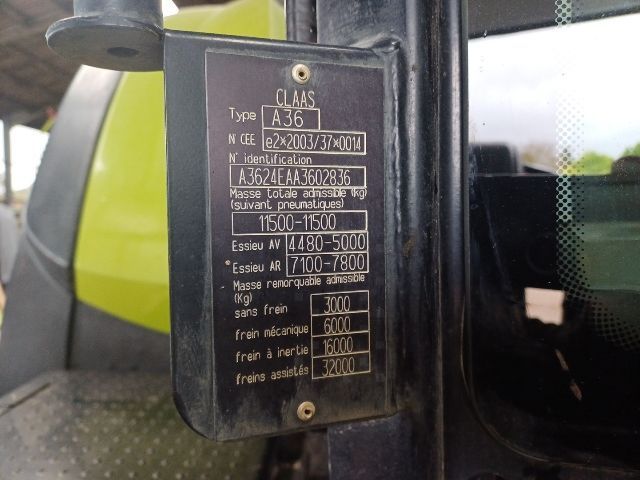 CLAAS
Type A36
N CEE e2*2003/37*0014
N° identification
A3624EAA3602836
Masse totale admissible (kg)
(suivant pneumatiques)
11500-11500
Essieu AV 4480-5000
Essieu AR 7100-7800
Masse remorquable admissible
(Kg)
sans frein 3000
frein mécanique 6000
frein à inertie 16000
freins assistés 32000